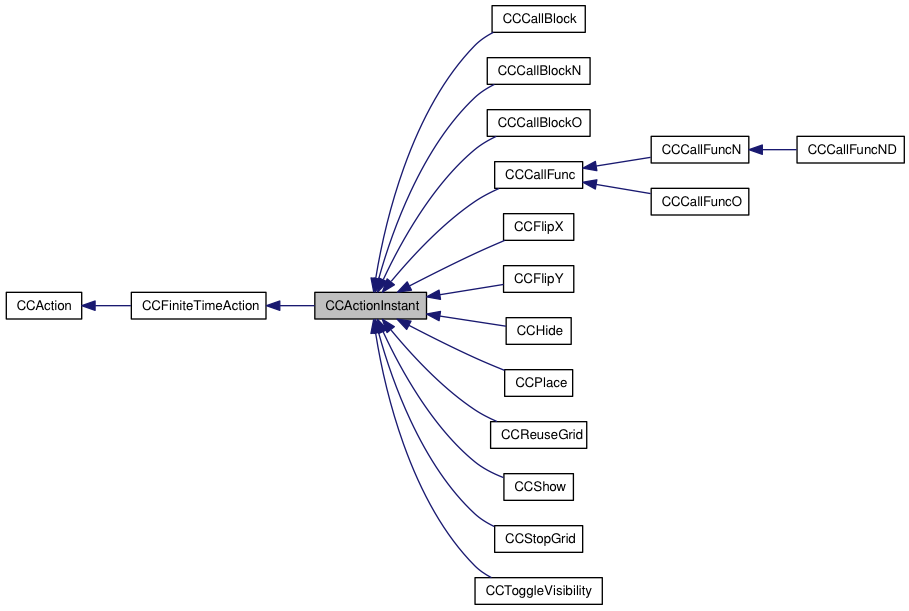 CCCallBlock
CCCallBlockN
CCCallBlockO
CCCallFuncN
CCCallFuncND
CCCallFunc
CCCallFuncO
CCFlipX
CCFlipY
CCAction
CCFiniteTimeAction
CCActionInstant
CCHide
CCPlace
CCReuseGrid
CCShow
CCStopGrid
CCToggleVisibility